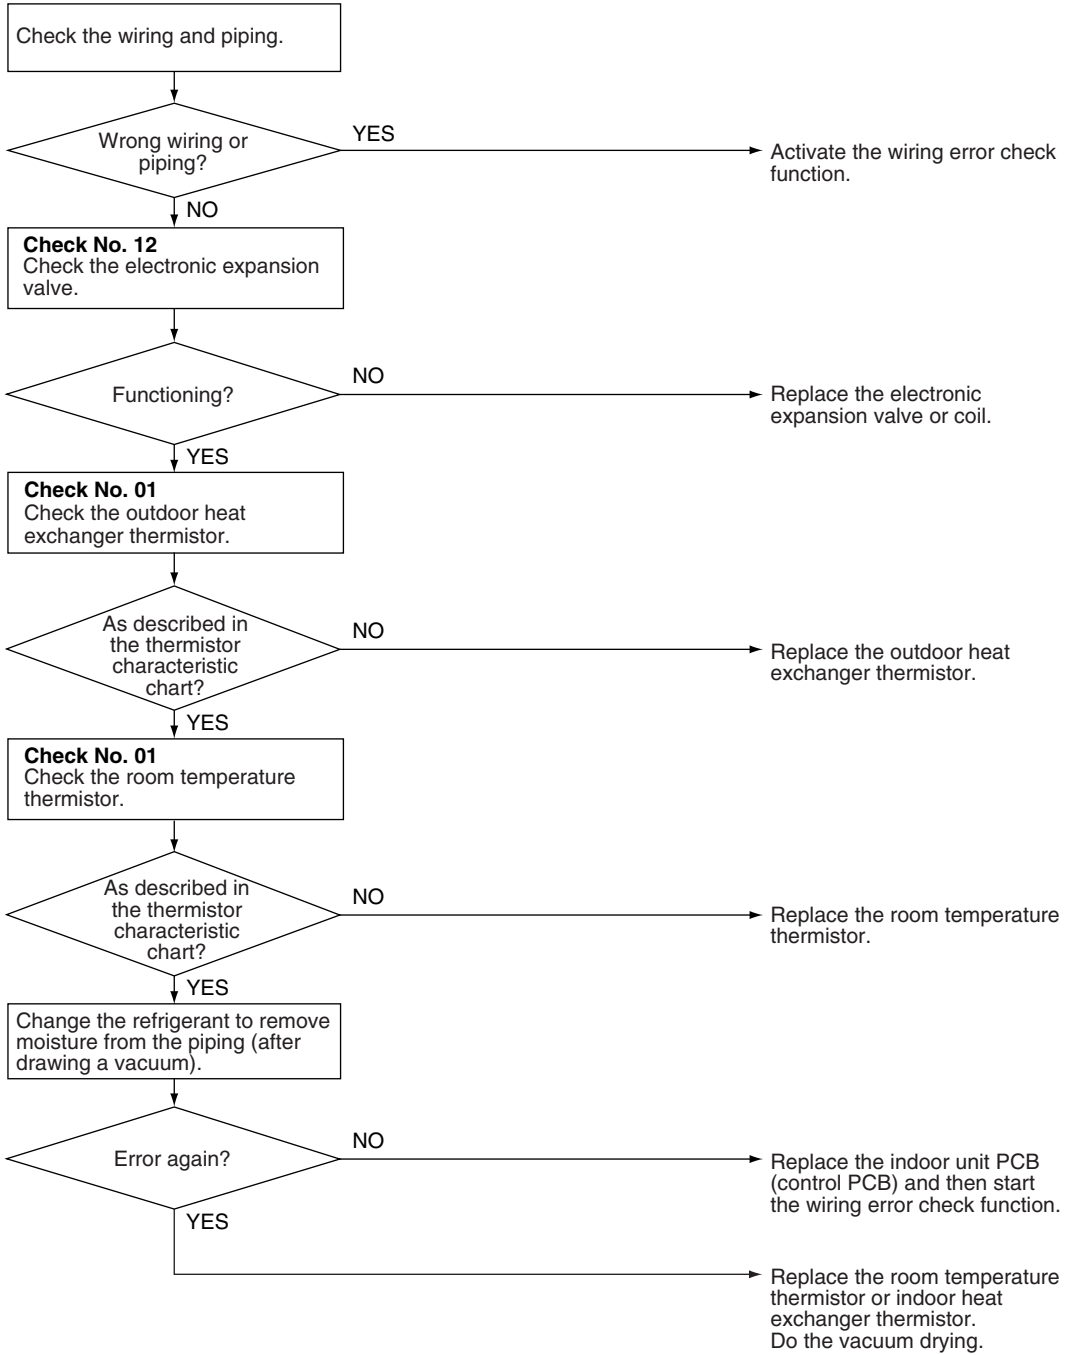 Check the wiring and piping.
Wrong wiring or
piping?
YES
Activate the wiring error check
function.
NO
Check No. 12
Check the electronic expansion
valve.
Functioning?
NO
Replace the electronic
expansion valve or coil.
YES
Check No. 01
Check the outdoor heat
exchanger thermistor.
As described in
the thermistor
characteristic
chart?
NO
Replace the outdoor heat
exchanger thermistor.
YES
Check No. 01
Check the room temperature
thermistor.
As described in
the thermistor
characteristic
chart?
NO
Replace the room temperature
thermistor.
YES
Change the refrigerant to remove
moisture from the piping (after
drawing a vacuum).
Error again?
NO
Replace the indoor unit PCB
(control PCB) and then start
the wiring error check function.
YES
Replace the room temperature
thermistor or indoor heat
exchanger thermistor.
Do the vacuum drying.